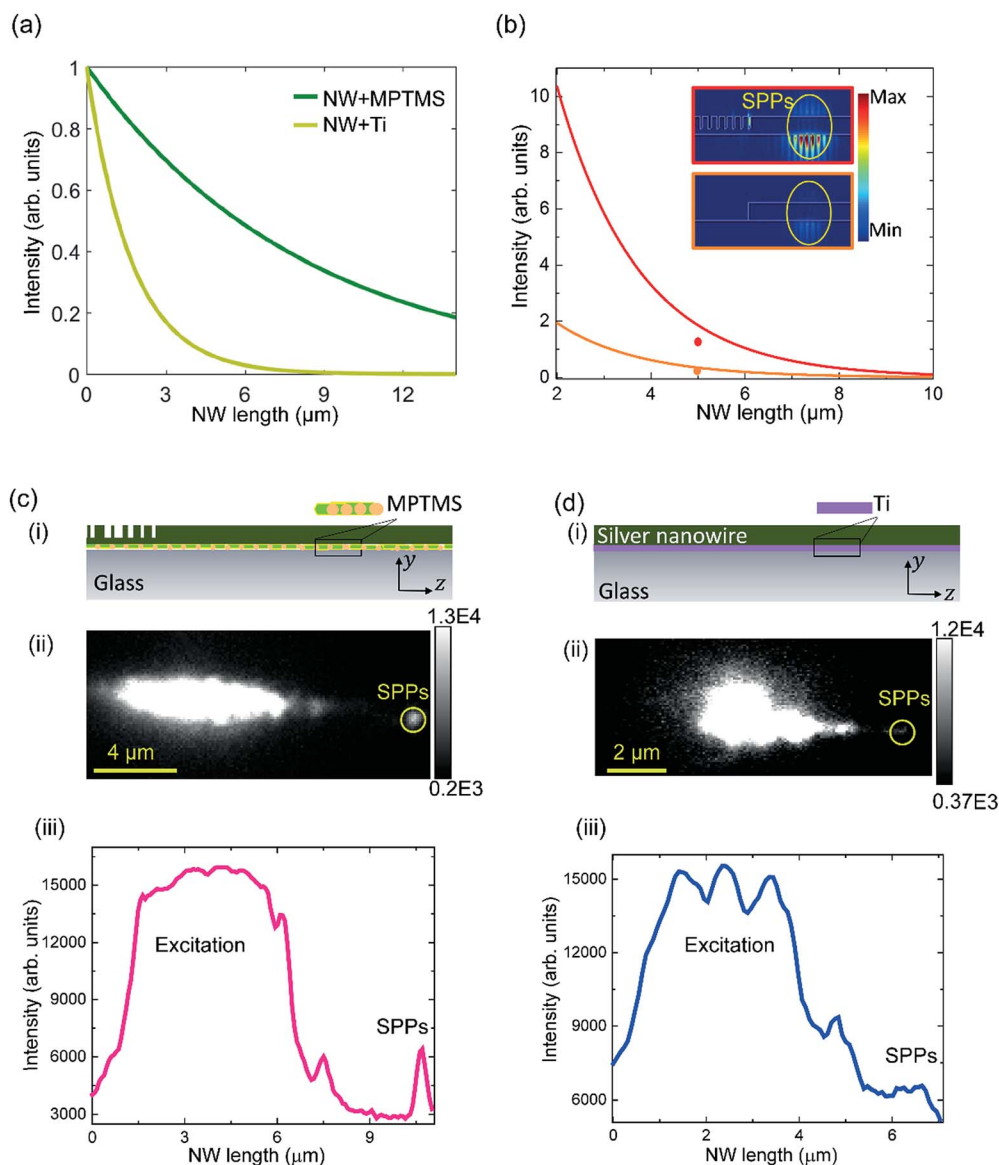 (a)
1
0.8
0.6
0.4
0.2
0
0 3 6 9 12
Intensity (arb. units)
NW length (μm)
NW+MPTMS
NW+Ti
(b)
10
8
6
4
2
0
2 4 6 8 10
Intensity (arb. units)
NW length (μm)
SPPs
Max
Min
(c)
MPTMS
(i)
Glass
y
z
(ii)
SPPs
4 μm
1.3E4
0.2E3
(iii)
15000
12000
9000
6000
3000
0 3 6 9
Intensity (arb. units)
NW length (μm)
Excitation
SPPs
(d)
Ti
(i)
Silver nanowire
Glass
y
z
(ii)
SPPs
2 μm
1.2E4
0.37E3
(iii)
15000
12000
9000
6000
0 2 4 6
Intensity (arb. units)
NW length (μm)
Excitation
SPPs